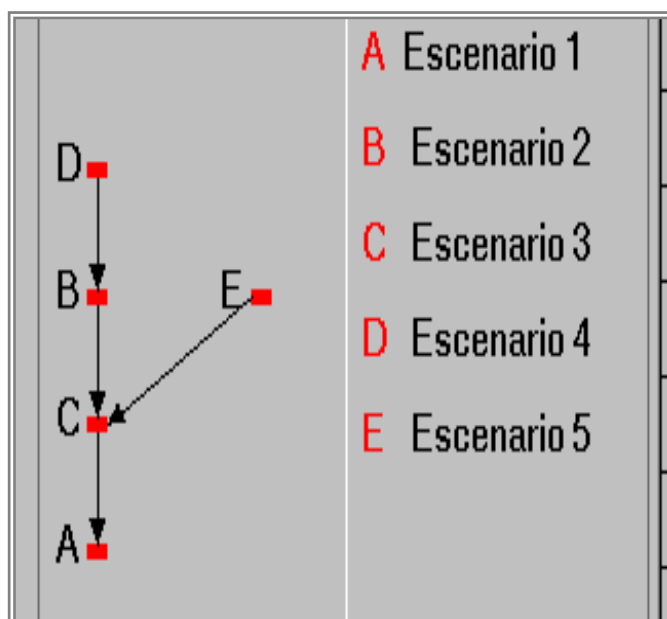 D
B
E
C
A
A Escenario 1
B Escenario 2
C Escenario 3
D Escenario 4
E Escenario 5